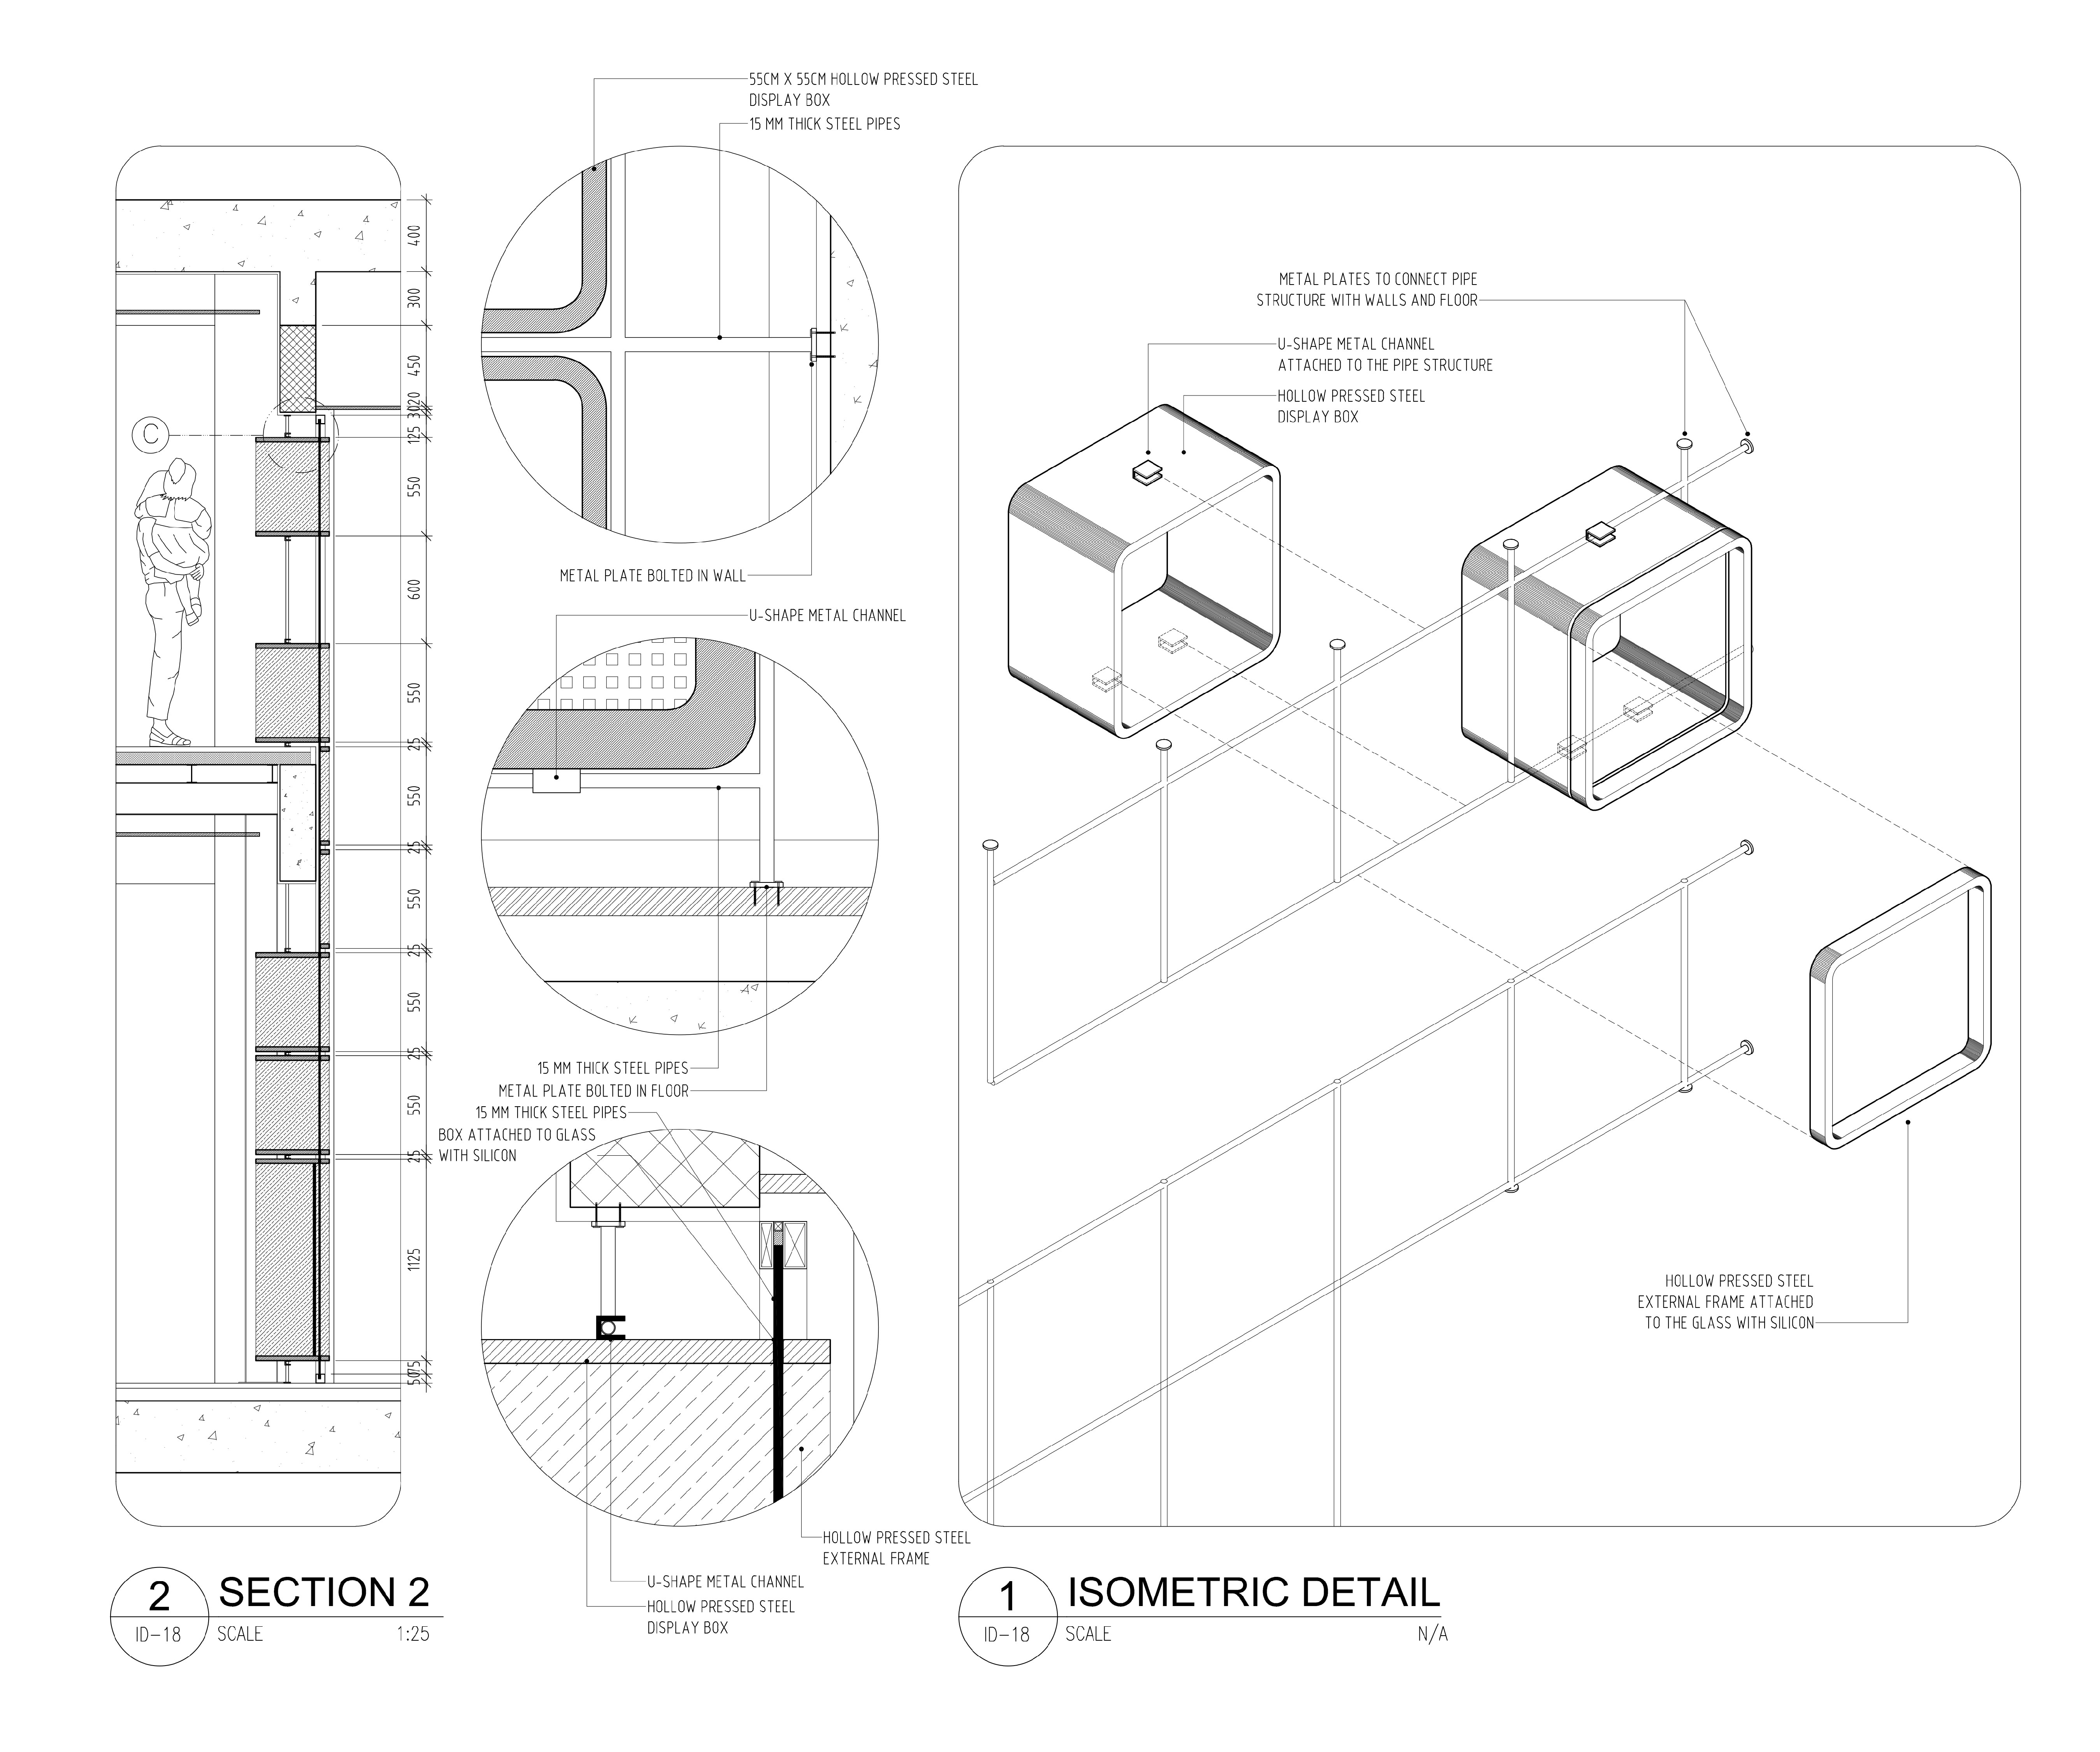 55CM X 55CM HOLLOW PRESSED STEEL
DISPLAY BOX
15 MM THICK STEEL PIPES
400
300
450
20
30
125
550
600
550
25
550
25
550
25
550
25
550
25
1125
75
50
C
METAL PLATE BOLTED IN WALL
U-SHAPE METAL CHANNEL
15 MM THICK STEEL PIPES
METAL PLATE BOLTED IN FLOOR
15 MM THICK STEEL PIPES
BOX ATTACHED TO GLASS
WITH SILICON
HOLLOW PRESSED STEEL
EXTERNAL FRAME
U-SHAPE METAL CHANNEL
HOLLOW PRESSED STEEL
DISPLAY BOX
METAL PLATES TO CONNECT PIPE
STRUCTURE WITH WALLS AND FLOOR
U-SHAPE METAL CHANNEL
ATTACHED TO THE PIPE STRUCTURE
HOLLOW PRESSED STEEL
DISPLAY BOX
HOLLOW PRESSED STEEL
EXTERNAL FRAME ATTACHED
TO THE GLASS WITH SILICON
2
ID-18
SECTION 2
SCALE 1:25
1
ID-18
ISOMETRIC DETAIL
SCALE N/A